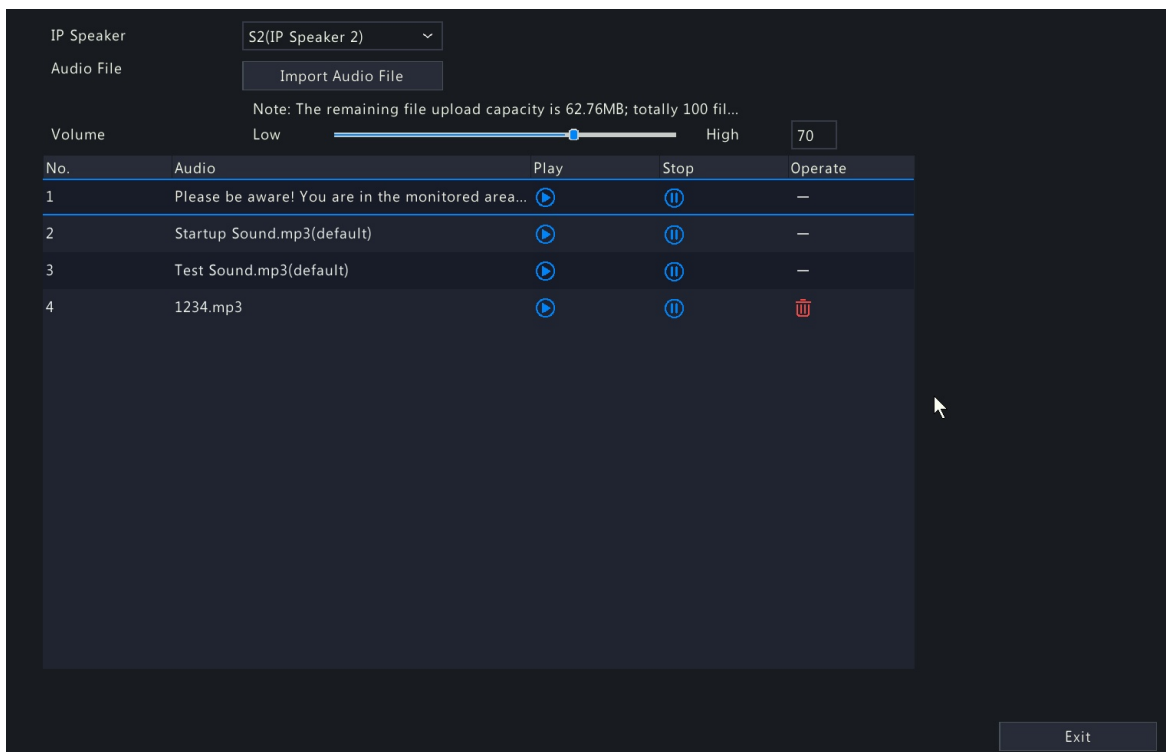 IP Speaker S2(IP Speaker 2)
Audio File Import Audio File
Note: The remaining file upload capacity is 62.76MB; totally 100 fil...
Volume Low High 70
No. Audio Play Stop Operate
1 Please be aware! You are in the monitored area... —
2 Startup Sound.mp3(default) —
3 Test Sound.mp3(default) —
4 1234.mp3
Exit